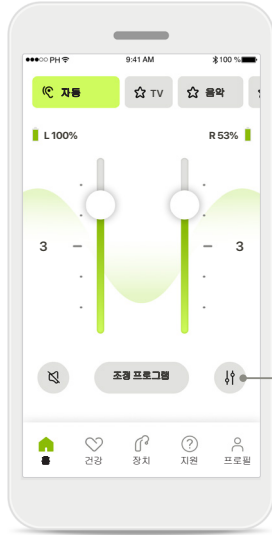 PH 9:41 AM 100 %
자동 TV 음악
L 100% R 53%
3 3
조정 프로그램
홈 건강 장치 지원 프로필